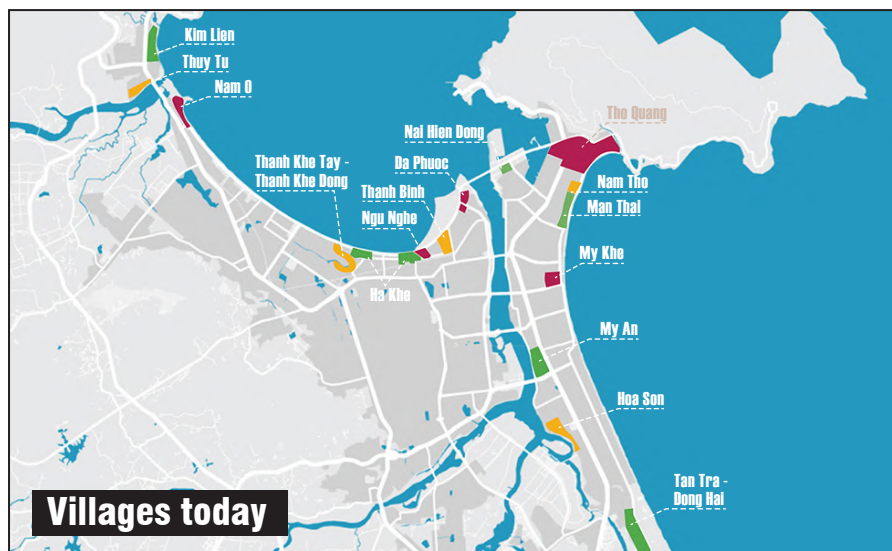 Kim Lien
Thuy Tu
Nam O
Tho Quang
Nai Hien Dong
Da Phuoc
Thanh Khe Tay -
Thanh Khe Dong
Thanh Binh
Ngu Nghe
Nam Tho
Man Thai
My Khe
Ha Khe
My An
Hoa Son
Tan Tra -
Dong Hai
Villages today